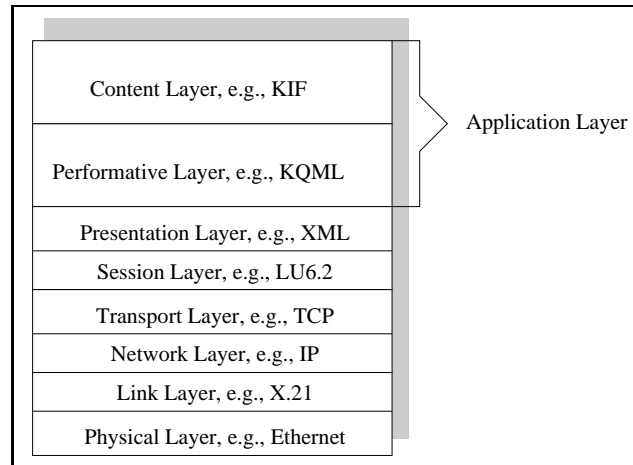 Content Layer, e.g., KIF
Application Layer
Performative Layer, e.g., KQML
Presentation Layer, e.g., XML
Session Layer, e.g., LU6.2
Transport Layer, e.g., TCP
Network Layer, e.g., IP
Link Layer, e.g., X.21
Physical Layer, e.g., Ethernet